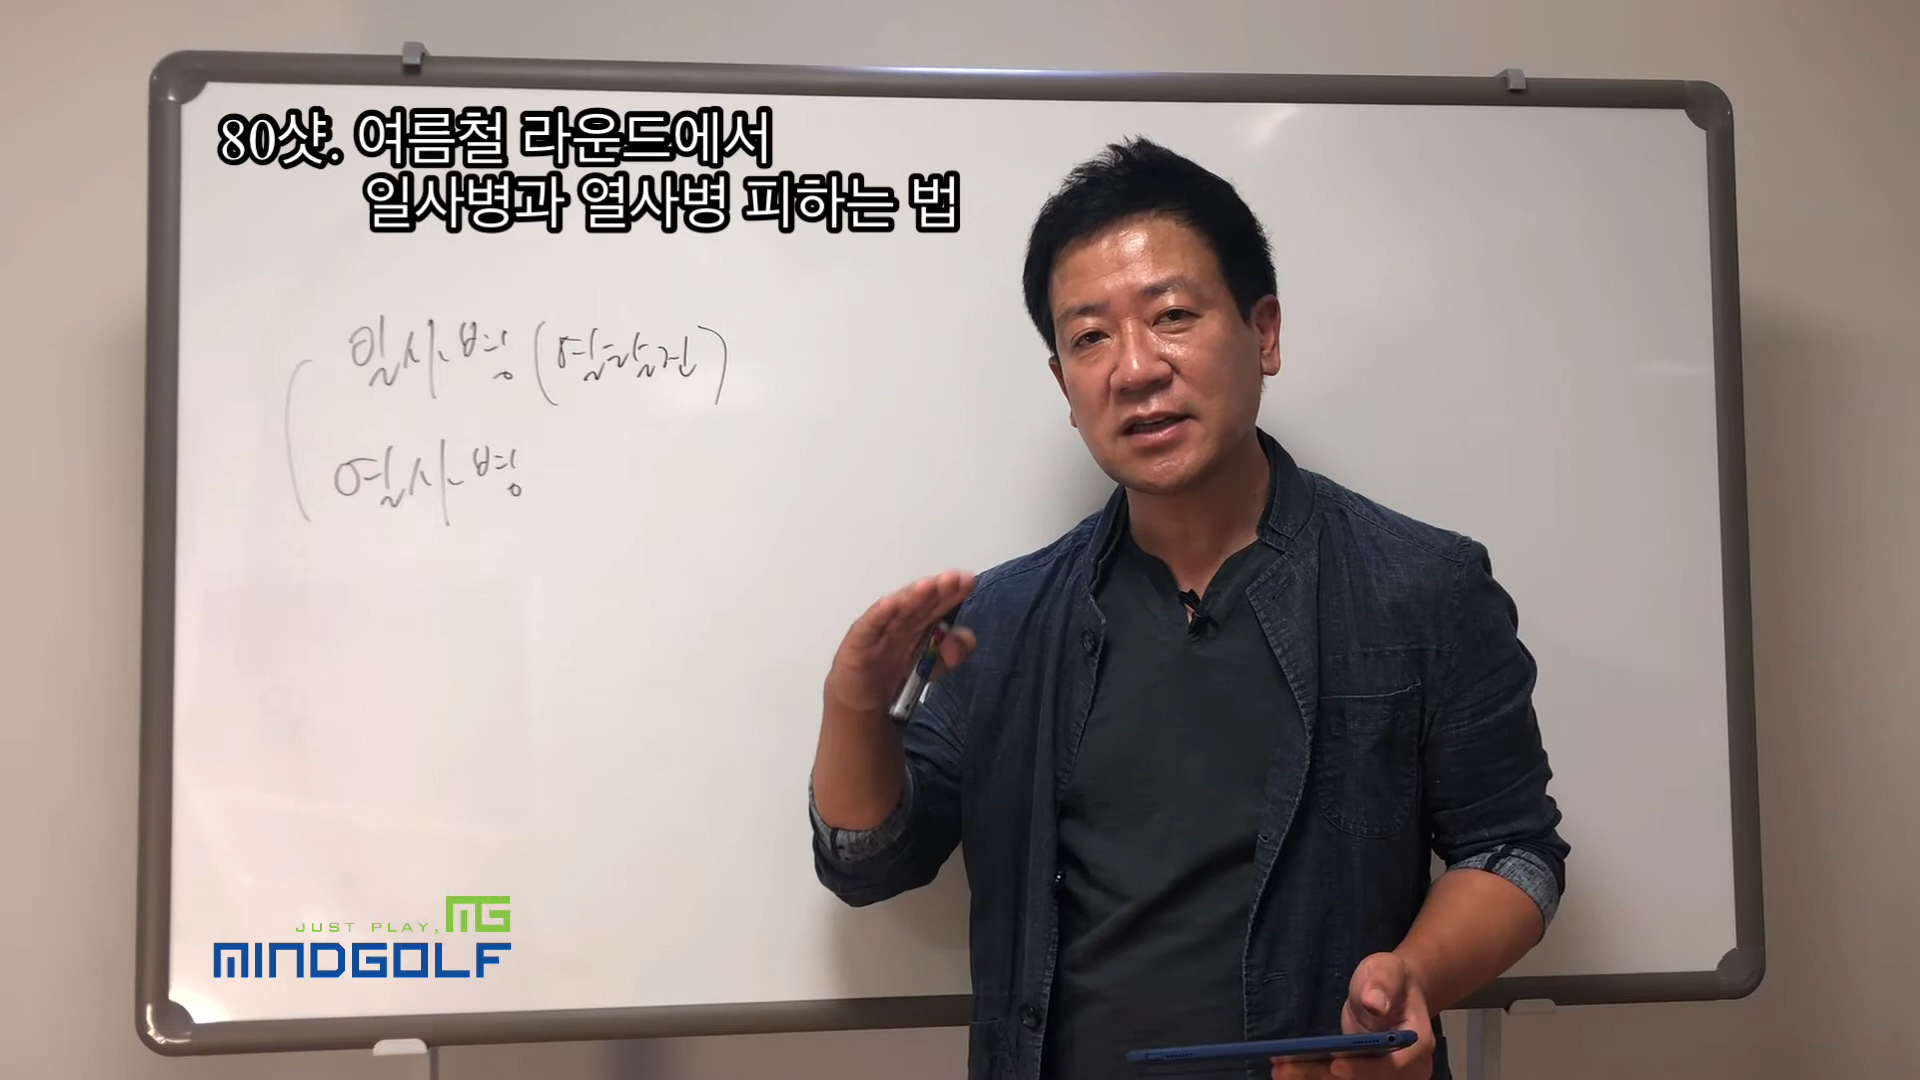 80샷. 여름철 라운드에서
일사병과 열사병 피하는 법
일사병 (열탈진)
열사병
JUST PLAY, MG
MINDGOLF